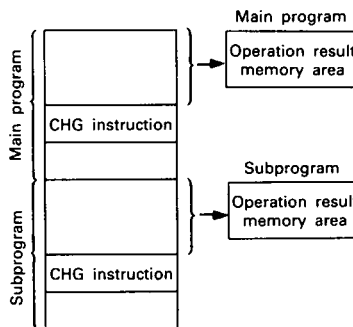 Main program
Operation result
memory area
Main program
CHG instruction
Subprogram
Operation result
memory area
Subprogram
CHG instruction